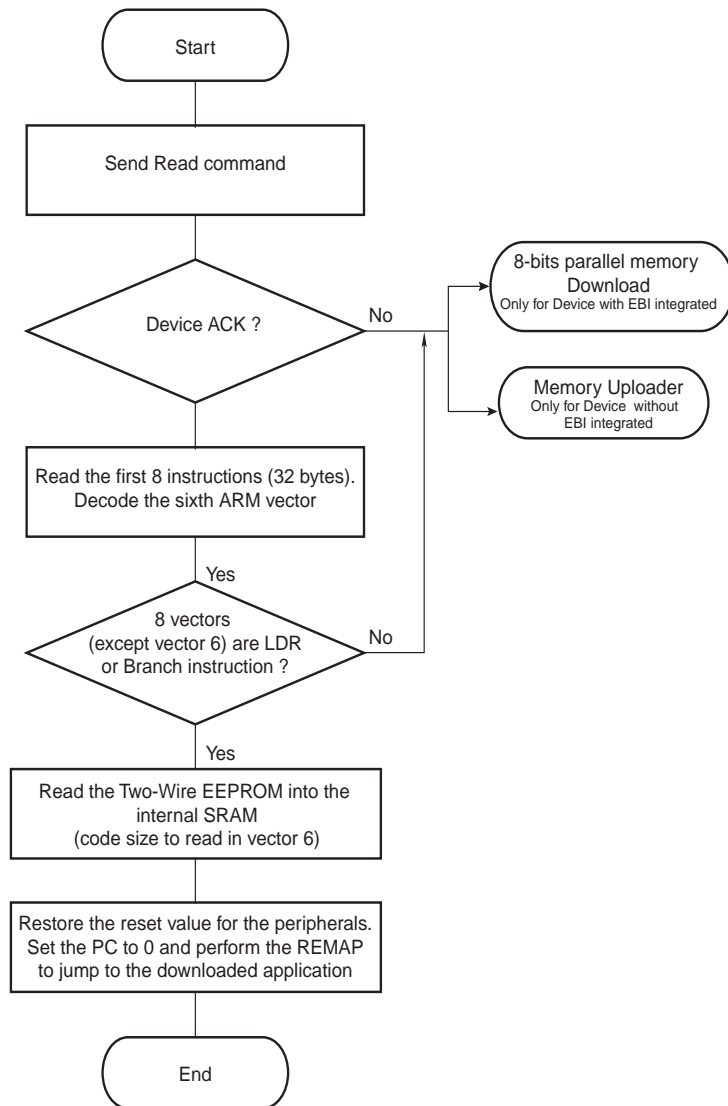 Start
Send Read command
Device ACK ?
No
8-bits parallel memory
Download
Only for Device with EBI integrated
Memory Uploader
Only for Device without
EBI integrated
Read the first 8 instructions (32 bytes).
Decode the sixth ARM vector
Yes
8 vectors
(except vector 6) are LDR
or Branch instruction ?
No
Yes
Read the Two-Wire EEPROM into the
internal SRAM
(code size to read in vector 6)
Restore the reset value for the peripherals.
Set the PC to 0 and perform the REMAP
to jump to the downloaded application
End